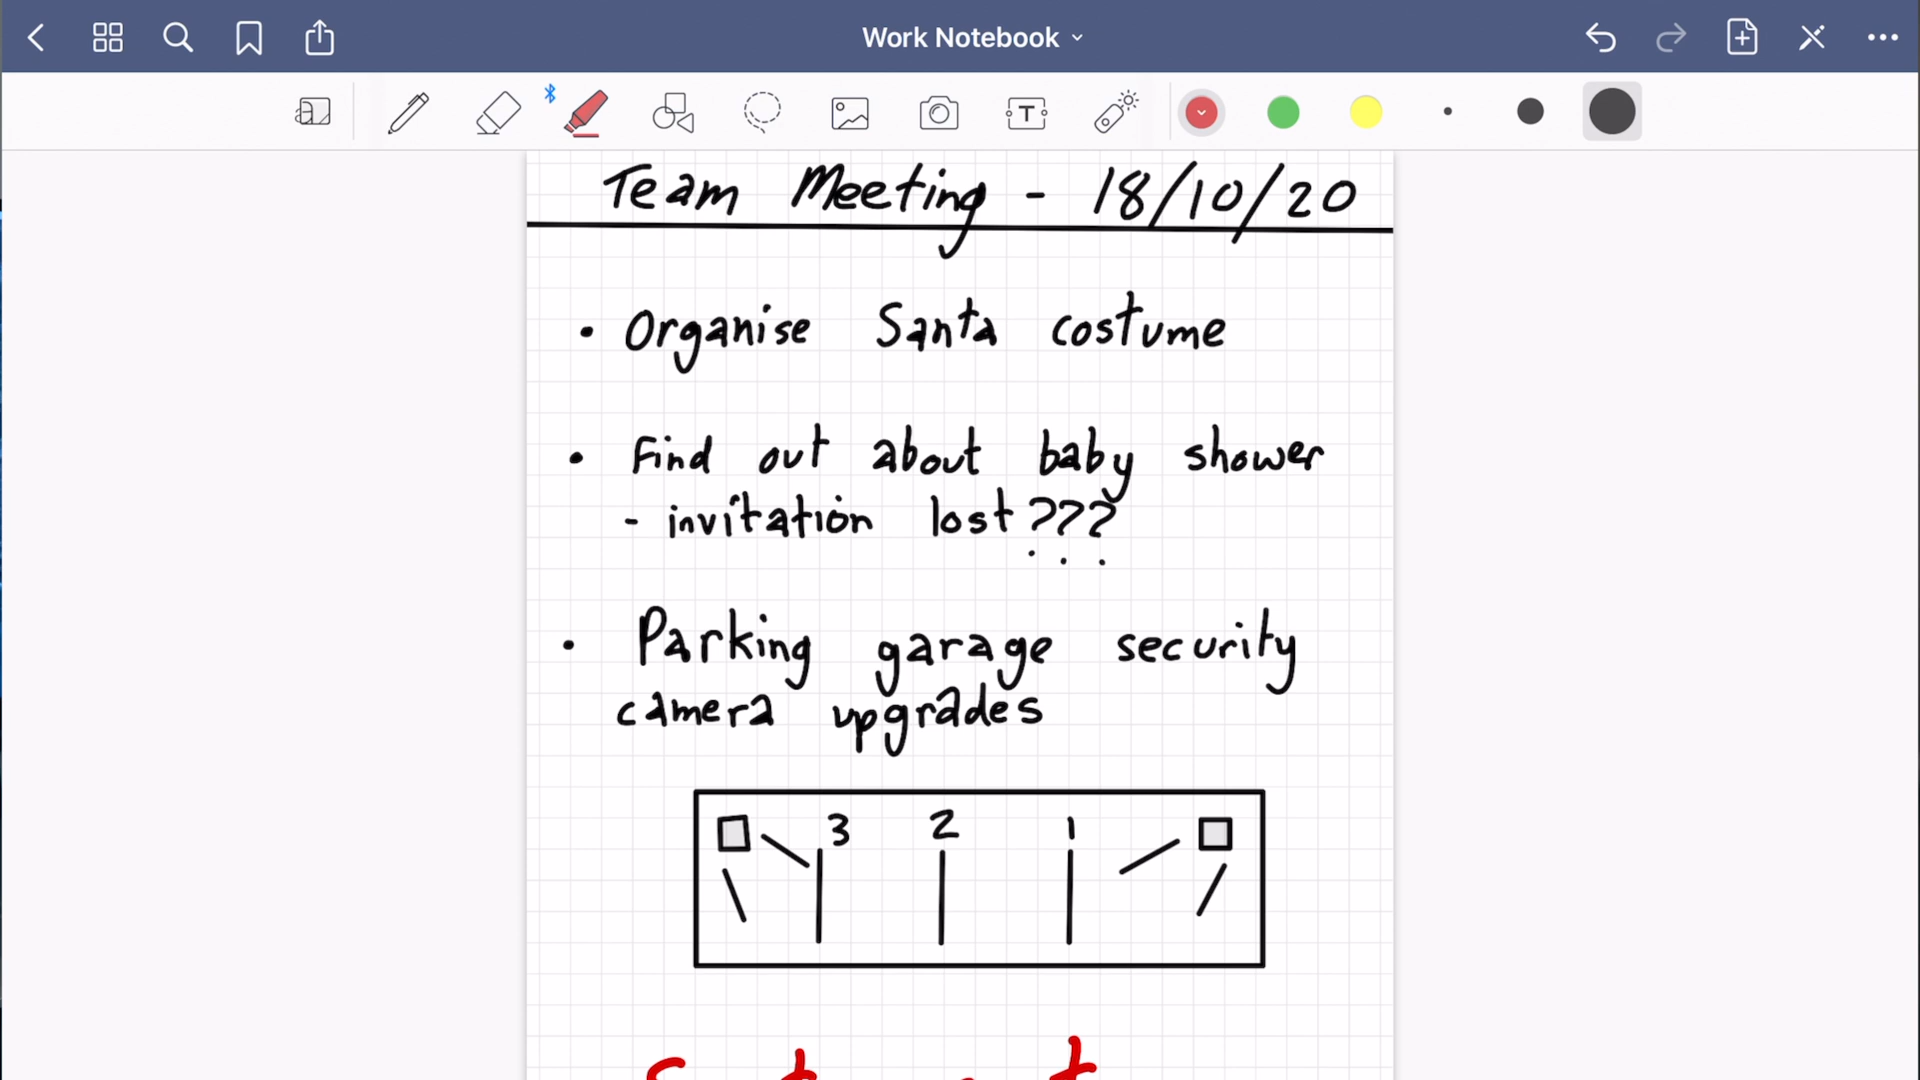 Work Notebook
T
Team Meeting - 18/10/20
• Organise Santa costume
• Find out about baby shower
- invitation lost???
• Parking garage security
camera upgrades
3 2 1